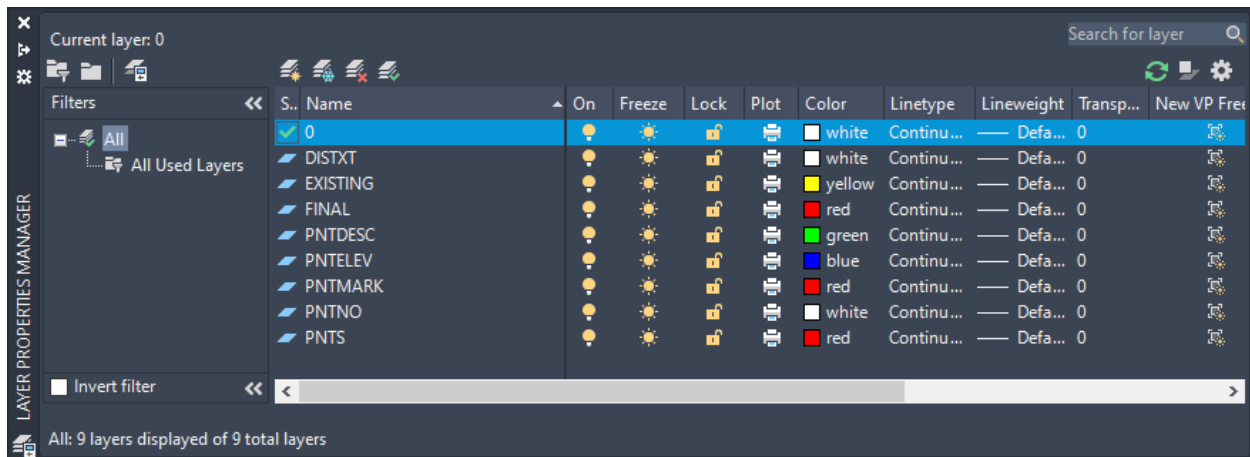 Current layer: 0
Search for layer
Filters
S.. Name On Freeze Lock Plot Color Linetype Lineweight Transp... New VP Free
All
All Used Layers
0 white Continu... Defa... 0
DISTXT white Continu... Defa... 0
EXISTING yellow Continu... Defa... 0
FINAL red Continu... Defa... 0
PNTDESC green Continu... Defa... 0
PNTELEV blue Continu... Defa... 0
PNTMARK red Continu... Defa... 0
PNTNO white Continu... Defa... 0
PNTS red Continu... Defa... 0
Invert filter
All: 9 layers displayed of 9 total layers
LAYER PROPERTIES MANAGER